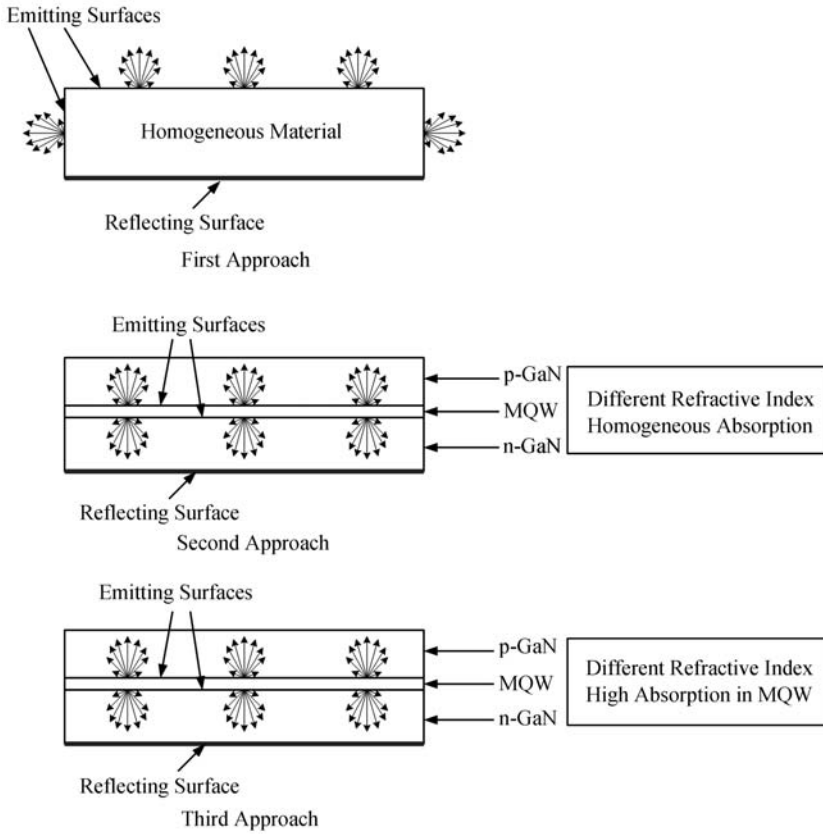 Emitting Surfaces
Homogeneous Material
Reflecting Surface
First Approach
Emitting Surfaces
p-GaN
MQW
n-GaN
Different Refractive Index
Homogeneous Absorption
Reflecting Surface
Second Approach
Emitting Surfaces
p-GaN
MQW
n-GaN
Different Refractive Index
High Absorption in MQW
Reflecting Surface
Third Approach